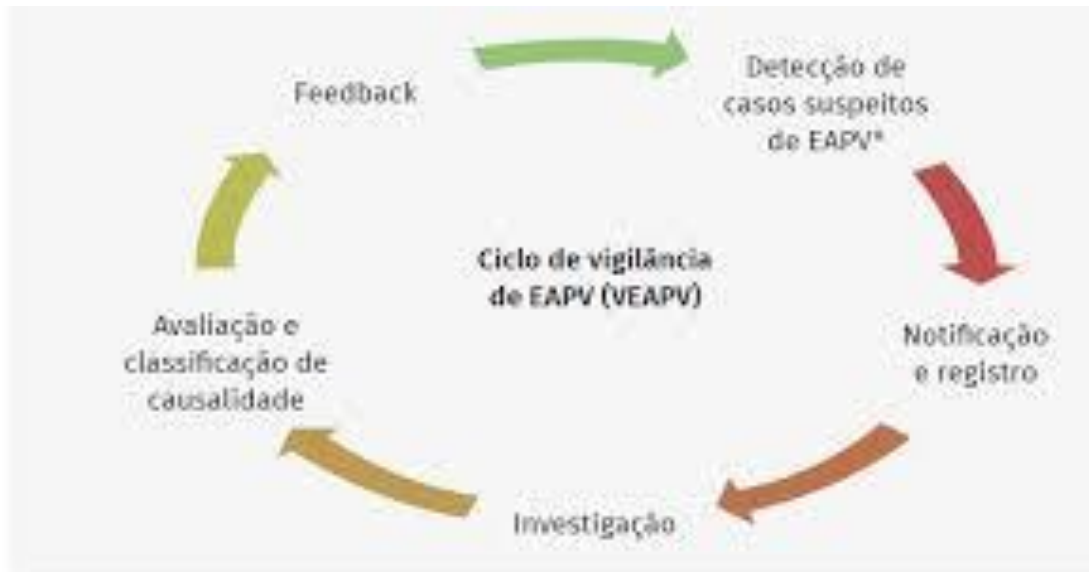 Feedback
Detecção de
casos suspeitos
de EAPV*
Ciclo de vigilância
de EAPV (VEAPV)
Notificação
e registro
Avaliação e
classificação de
causalidade
Investigação